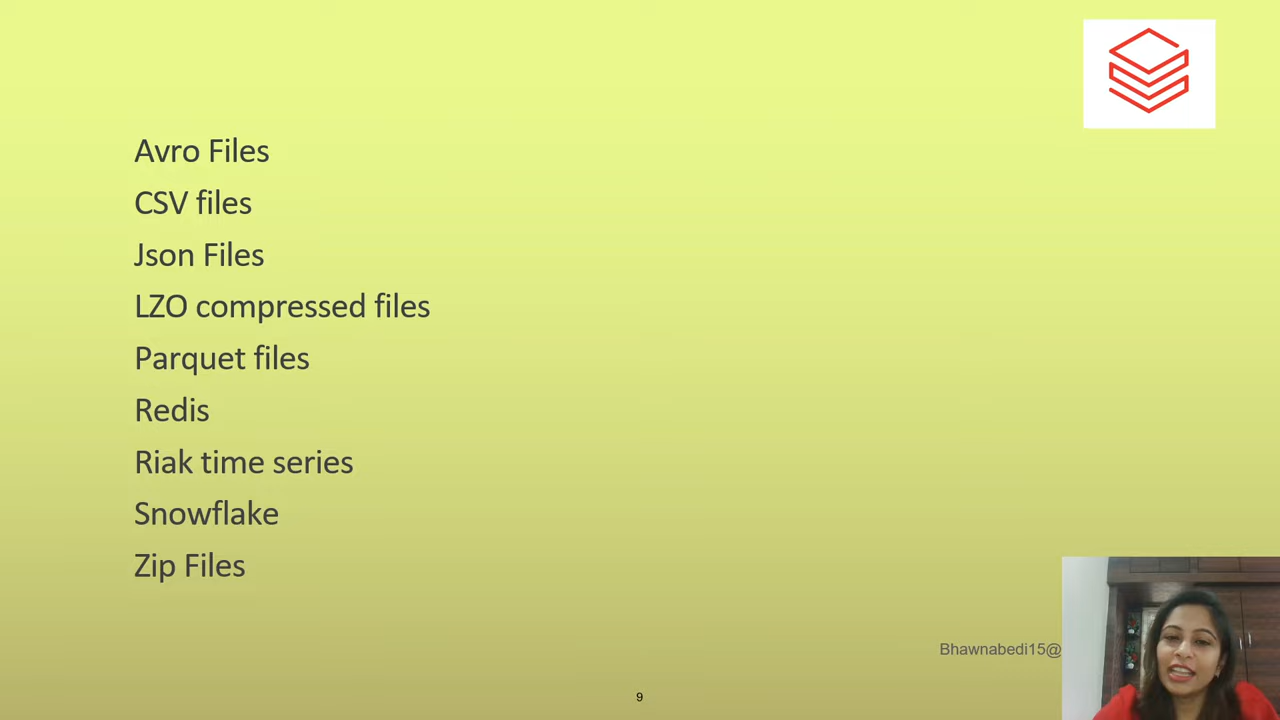 Avro Files
CSV files
Json Files
LZO compressed files
Parquet files
Redis
Riak time series
Snowflake
Zip Files
Bhawnabedi15@
9